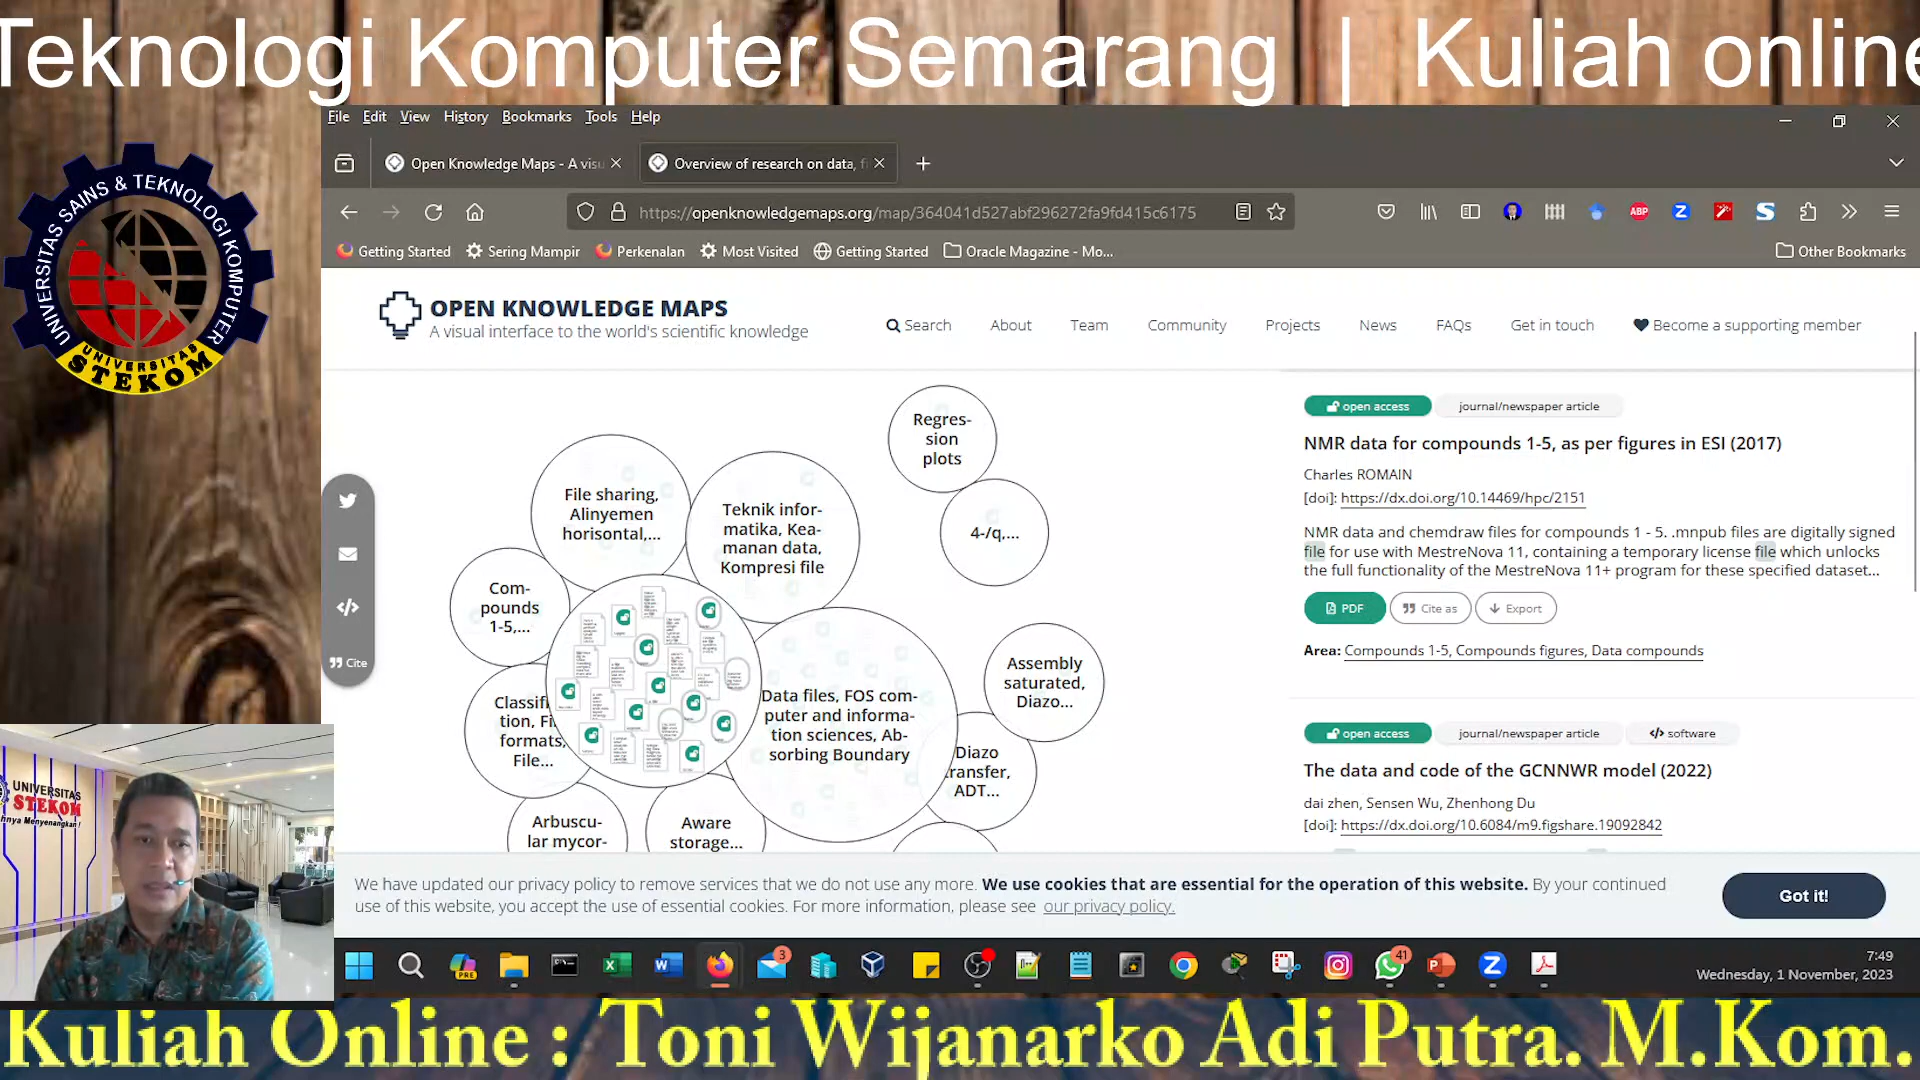 Teknologi Komputer Semarang | Kuliah online
UNIVERSITAS SAINS & TEKNOLOGI KOMPUTER
UNIVERSITAS
STEKOM
File Edit View History Bookmarks Tools Help
Open Knowledge Maps - A visu
Overview of research on data, fi
https://openknowledgemaps.org/map/364041d527abf296272fa9fd415c6175
Getting Started
Sering Mampir
Perkenalan
Most Visited
Getting Started
Oracle Magazine - Mo...
Other Bookmarks
OPEN KNOWLEDGE MAPS
A visual interface to the world's scientific knowledge
Search About Team Community Projects News FAQs Get in touch Become a supporting member
Regres-
sion
plots
File sharing,
Alinyemen
horisontal,...
Teknik infor-
matika, Kea-
manan data,
Kompresi file
4-/q,...
Com-
pounds
1-5,...
Assembly
saturated,
Diazo...
Data files, FOS com-
puter and informa-
tion sciences, Ab-
sorbing Boundary
formats,
File...
Diazo
ADT...
Arbuscu-
lar mycor-
Aware
storage...
Cite
open access
journal/newspaper article
NMR data for compounds 1-5, as per figures in ESI (2017)
Charles ROMAIN
[doi]: https://dx.doi.org/10.14469/hpc/2151
NMR data and chemdraw files for compounds 1 - 5. .mnpub files are digitally signed
file for use with MestreNova 11, containing a temporary license file which unlocks
the full functionality of the MestreNova 11+ program for these specified dataset...
PDF
Cite as
Export
Area: Compounds 1-5, Compounds figures, Data compounds
open access
journal/newspaper article
software
The data and code of the GCNNWR model (2022)
dai zhen, Sensen Wu, Zhenhong Du
[doi]: https://dx.doi.org/10.6084/m9.figshare.19092842
We have updated our privacy policy to remove services that we do not use any more. We use cookies that are essential for the operation of this website. By your continued
use of this website, you accept the use of essential cookies. For more information, please see our privacy policy.
Got it!
UNIVERSITAS
STEKOM
hnya Menyenangkan!
PRE
3
41
7:49
Wednesday, 1 November, 2023
Kuliah Online : Toni Wijanarko Adi Putra. M.Kom.